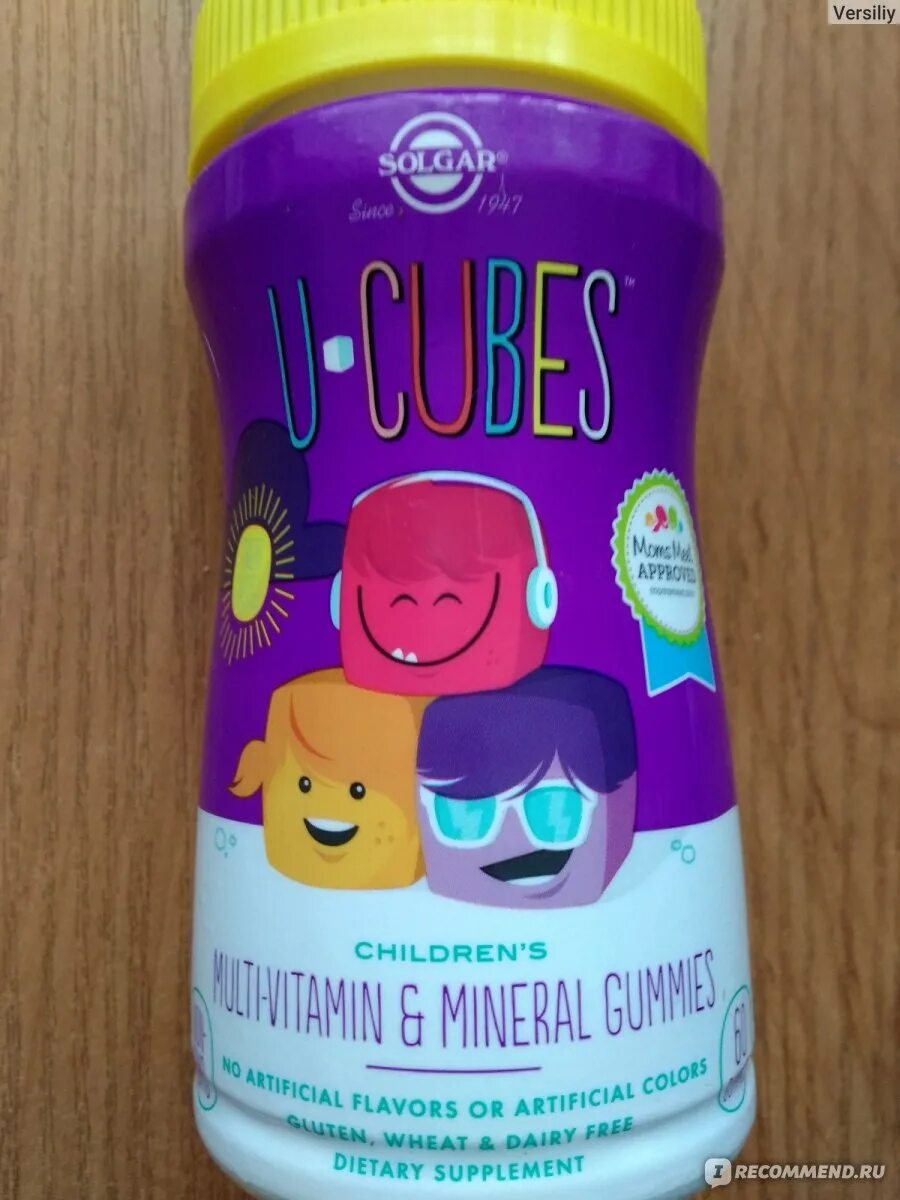 Versiliy
SOLGAR®
Since 1947
U·CUBES™
Moms Meet
APPROVED
CHILDREN'S
MULTI-VITAMIN & MINERAL GUMMIES
60
NO ARTIFICIAL FLAVORS OR ARTIFICIAL COLORS
GLUTEN, WHEAT & DAIRY FREE
DIETARY SUPPLEMENT
I RECOMMEND.RU